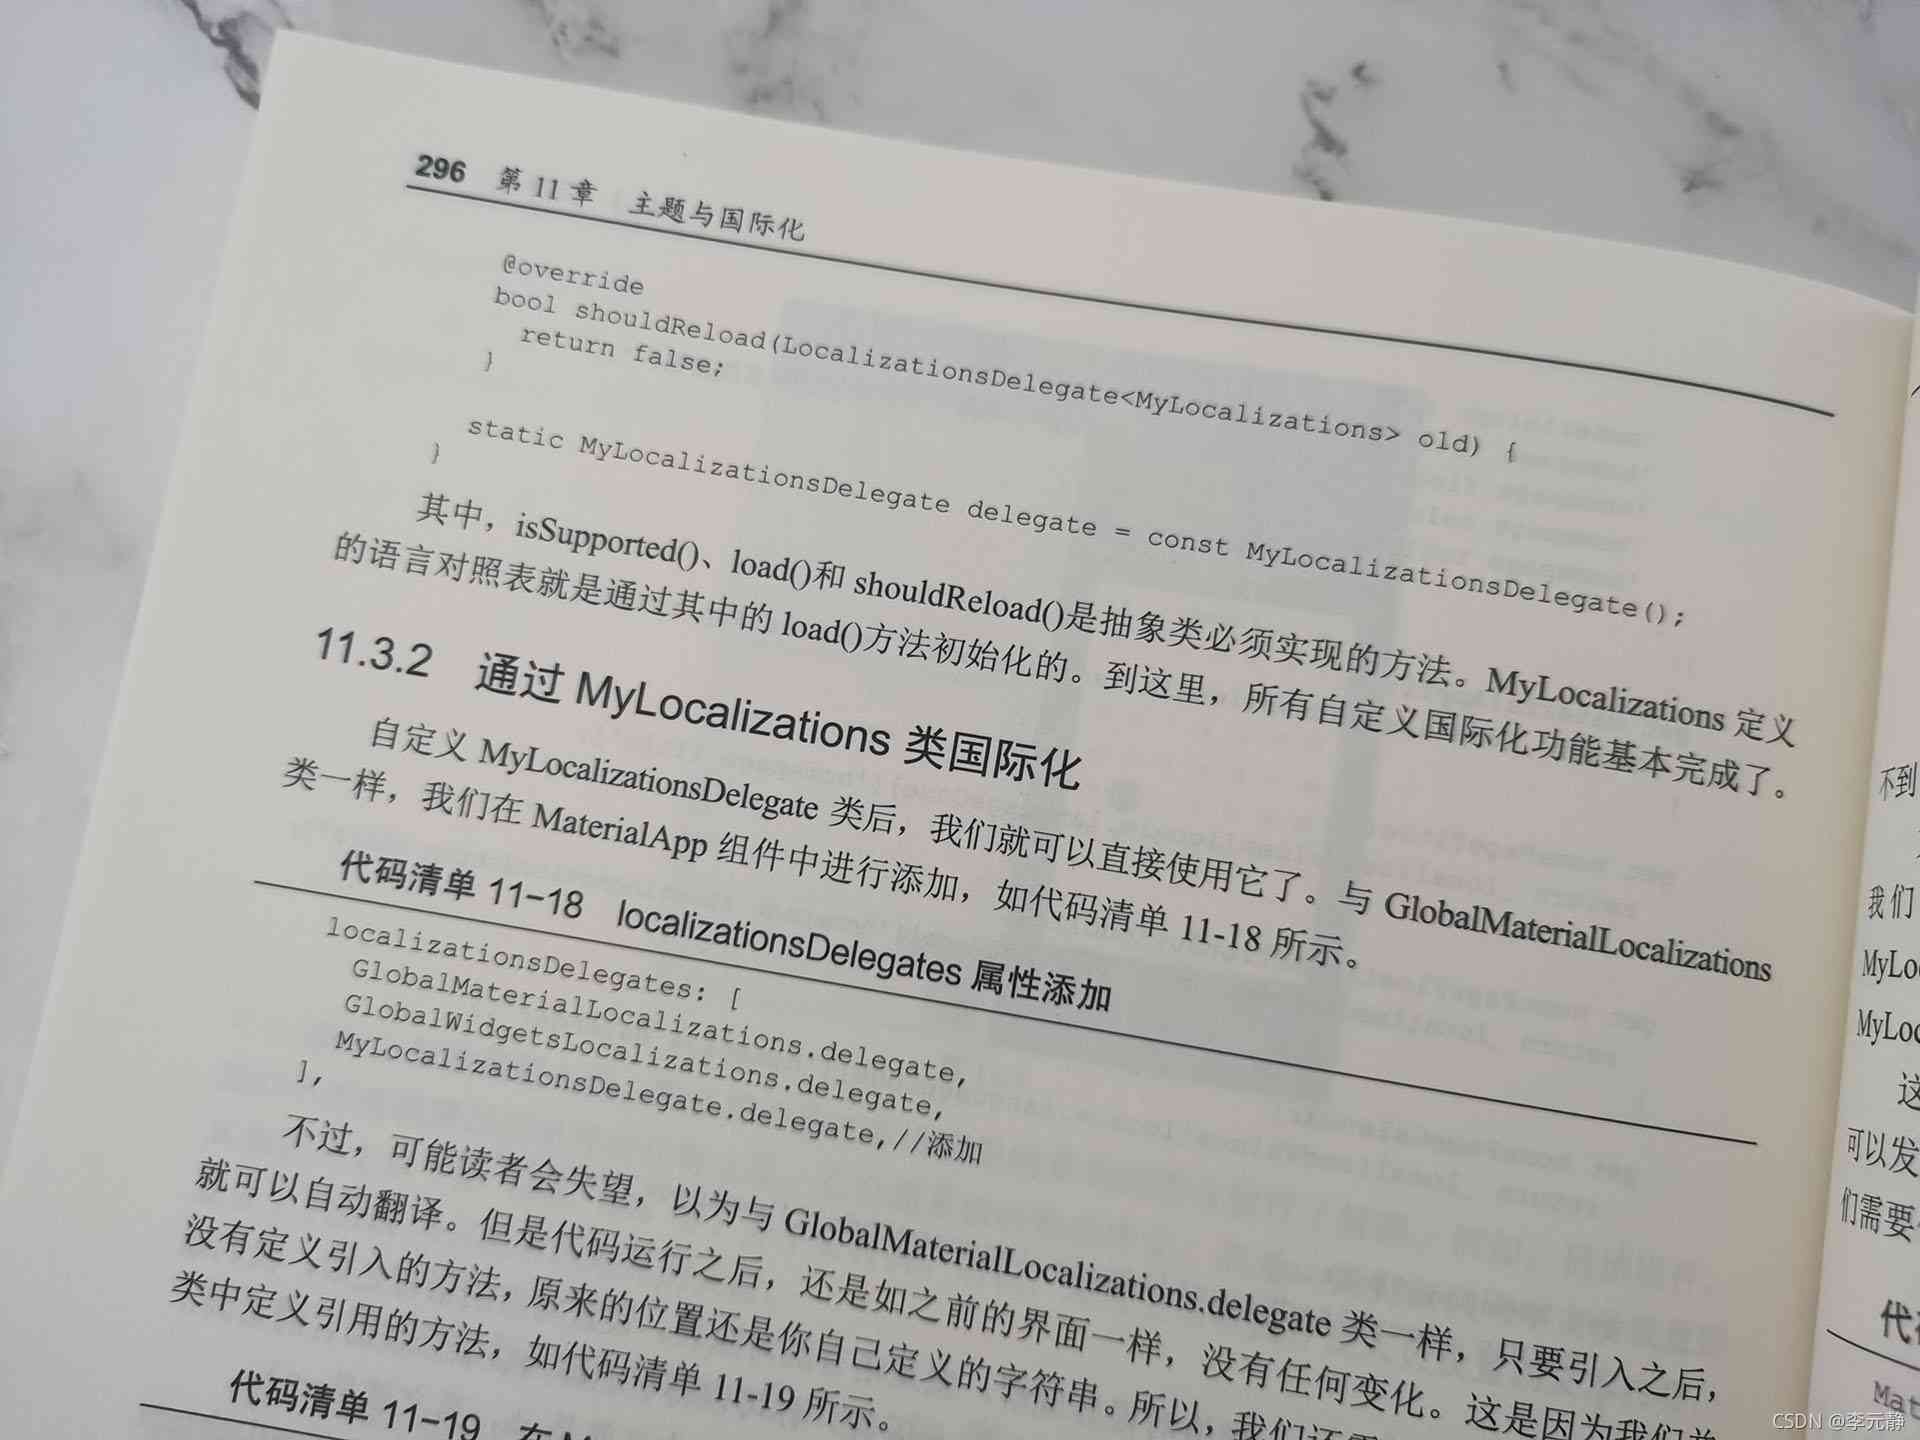 296 第 11 章 主题与国际化
@override
bool shouldReload(LocalizationsDelegate<MyLocalizations> old) {
return false;
}
static MyLocalizationsDelegate delegate = const MyLocalizationsDelegate();
}
其中，isSupported()、load()和 shouldReload()是抽象类必须实现的方法。MyLocalizations 定义
的语言对照表就是通过其中的 load()方法初始化的。到这里，所有自定义国际化功能基本完成了。
11.3.2 通过 MyLocalizations 类国际化
自定义 MyLocalizationsDelegate 类后，我们就可以直接使用它了。与 GlobalMaterialLocalizations
类一样，我们在 MaterialApp 组件中进行添加，如代码清单 11-18 所示。
代码清单 11-18 localizationsDelegates 属性添加
localizationsDelegates: [
GlobalMaterialLocalizations.delegate,
GlobalWidgetsLocalizations.delegate,
MyLocalizationsDelegate.delegate,//添加
],
不过，可能读者会失望，以为与 GlobalMaterialLocalizations.delegate 类一样，只要引入之后，
就可以自动翻译。但是代码运行之后，还是如之前的界面一样，没有任何变化。这是因为我们并
没有定义引入的方法，原来的位置还是你自己定义的字符串。所以，我们还需
类中定义引用的方法，如代码清单 11-19 所示。
代码清单 11-19 在
不到
我们
MyLo
MyLoc
这
可以发
们需要
代
Mat
CSDN @李元静